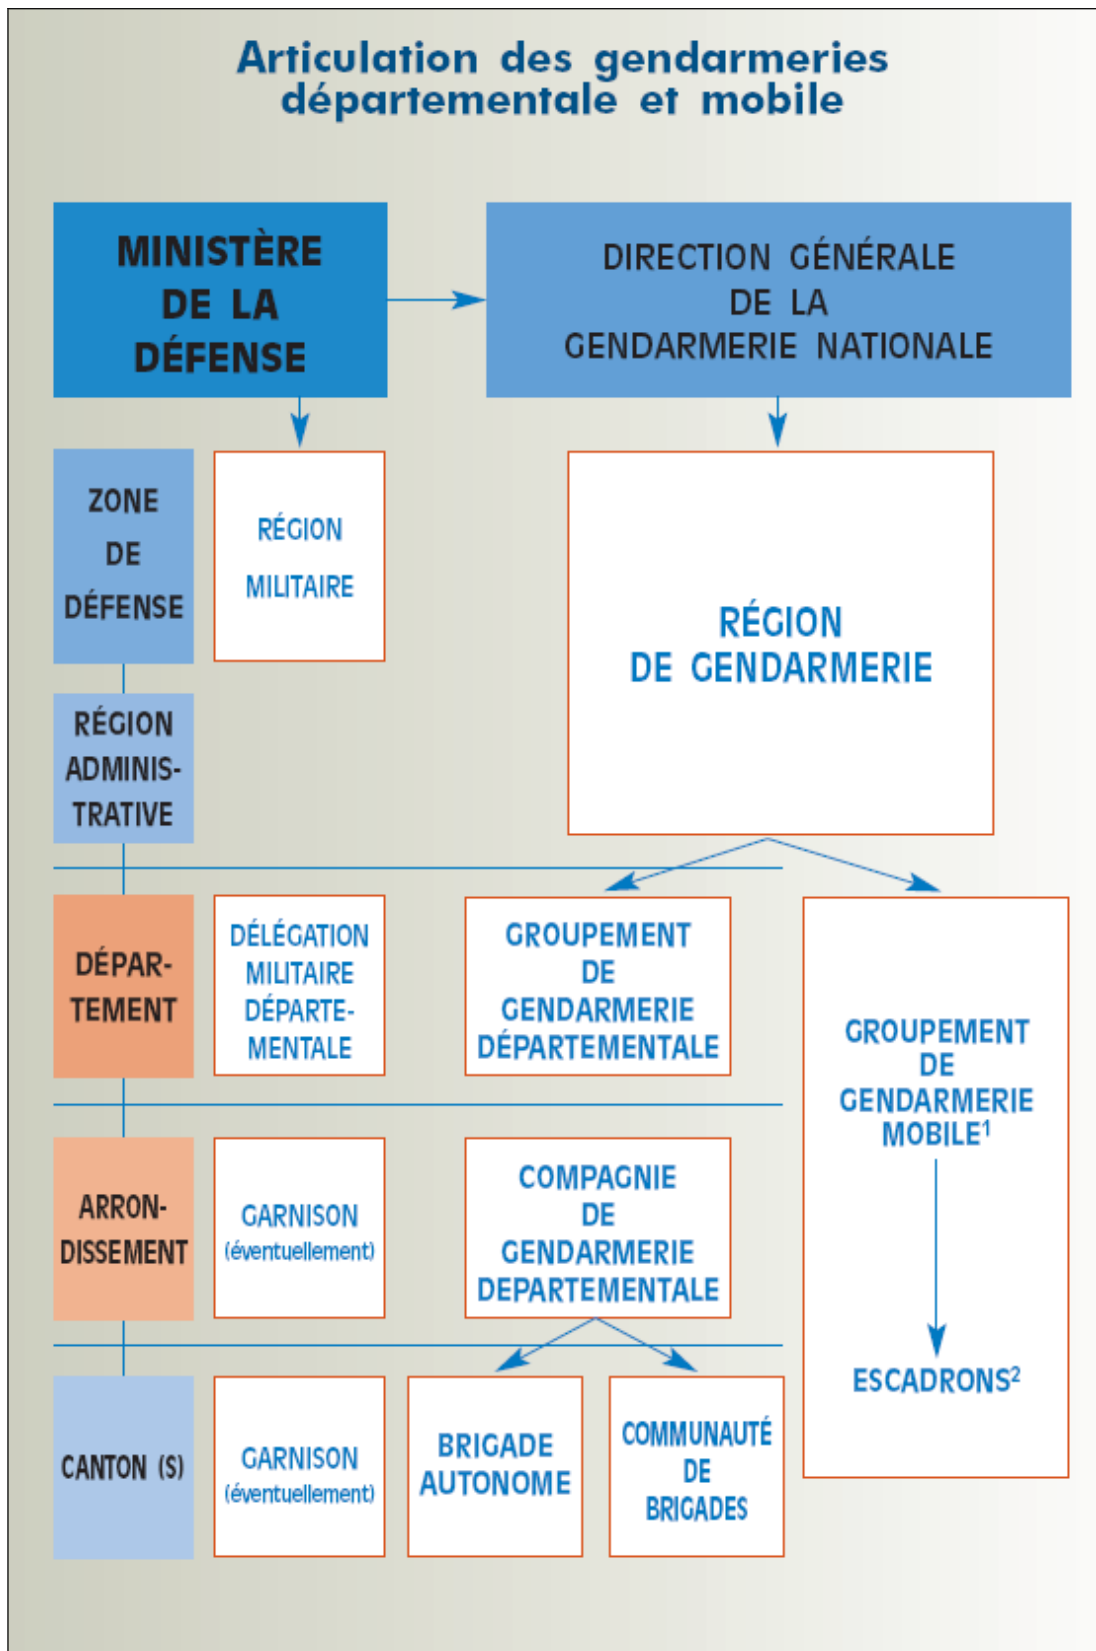 Articulation des gendarmeries
départementale et mobile
MINISTÈRE
DE LA
DÉFENSE
DIRECTION GÉNÉRALE
DE LA
GENDARMERIE NATIONALE
ZONE
DE
DÉFENSE
RÉGION
MILITAIRE
RÉGION
DE GENDARMERIE
RÉGION
ADMINIS-
TRATIVE
DÉPAR-
TEMENT
DÉLÉGATION
MILITAIRE
DÉPARTE-
MENTALE
GROUPEMENT
DE
GENDARMERIE
DÉPARTEMENTALE
GROUPEMENT
DE
GENDARMERIE
MOBILE¹
ESCADRONS²
ARRON-
DISSEMENT
GARNISON
(éventuellement)
COMPAGNIE
DE
GENDARMERIE
DEPARTEMENTALE
CANTON (S)
GARNISON
(éventuellement)
BRIGADE
AUTONOME
COMMUNAUTÉ
DE
BRIGADES